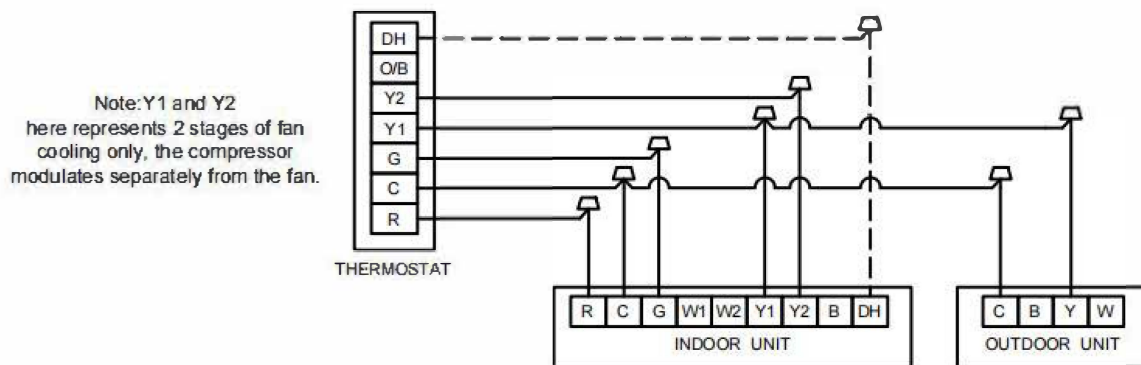 DH
O/B
Y2
Y1
G
C
R
THERMOSTAT
Note:Y1 and Y2
here represents 2 stages of fan
cooling only, the compressor
modulates separately from the fan.
R C G W1 W2 Y1 Y2 B DH
INDOOR UNIT
C B Y W
OUTDOOR UNIT